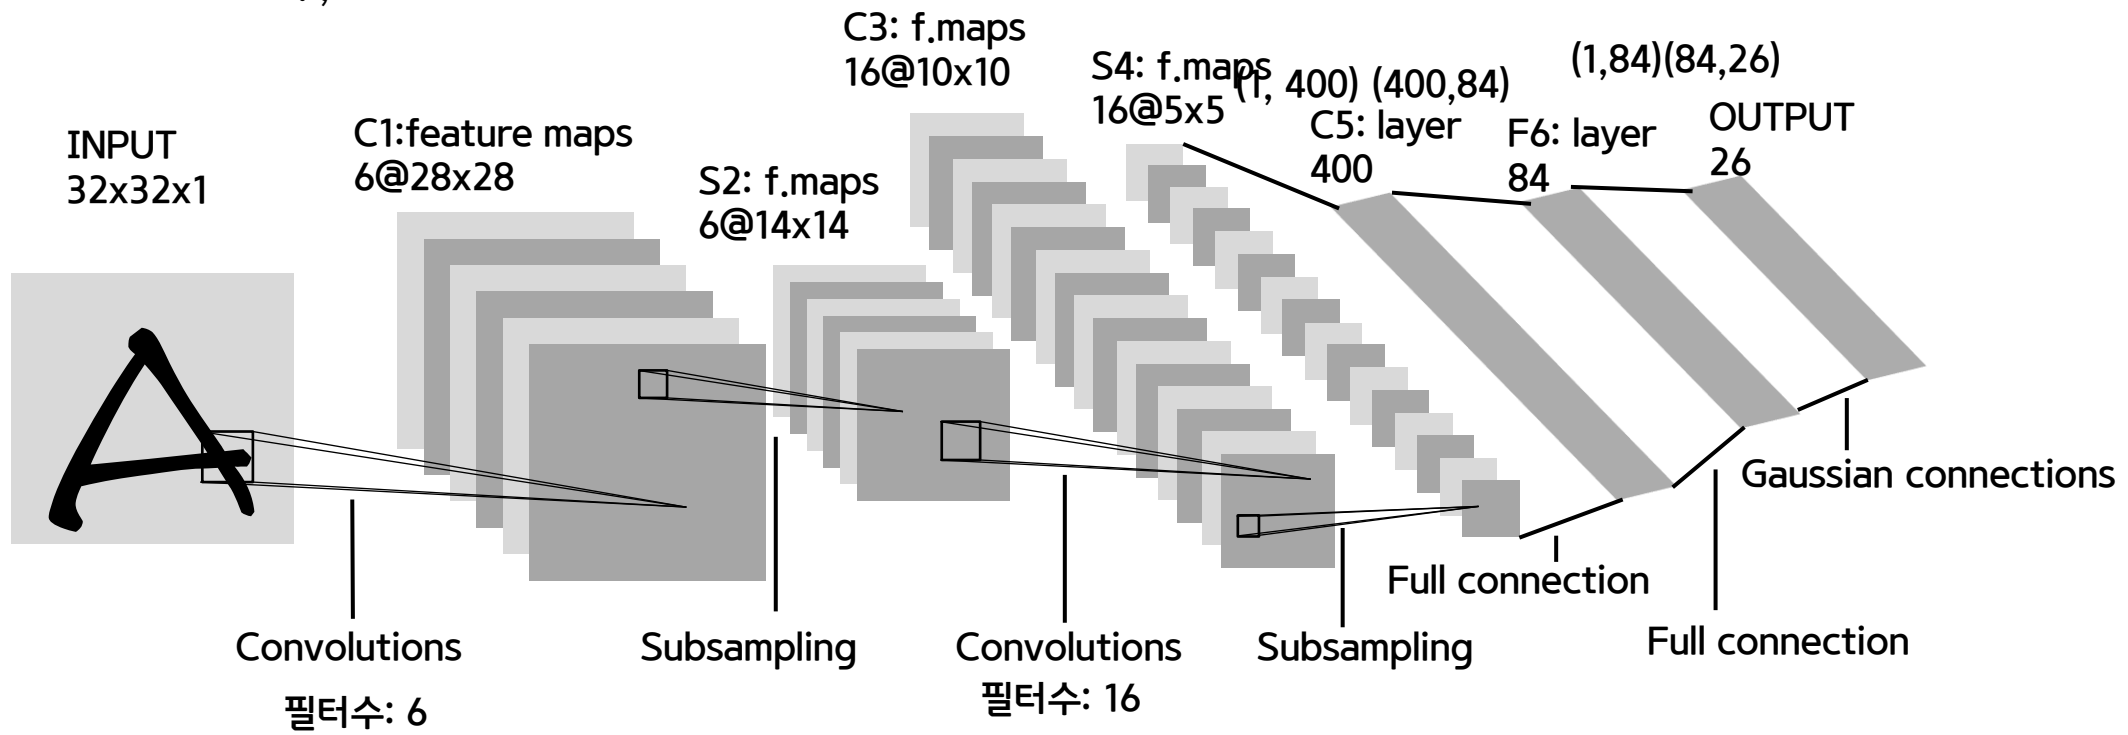 INPUT
32x32x1
C1:feature maps
6@28x28
S2: f.maps
6@14x14
C3: f.maps
16@10x10
S4: f.maps
16@5x5
(1, 400) (400,84)
C5: layer
400
F6: layer
84
(1,84)(84,26)
OUTPUT
26
Convolutions
필터수: 6
Subsampling
Convolutions
필터수: 16
Subsampling
Full connection
Full connection
Gaussian connections
A